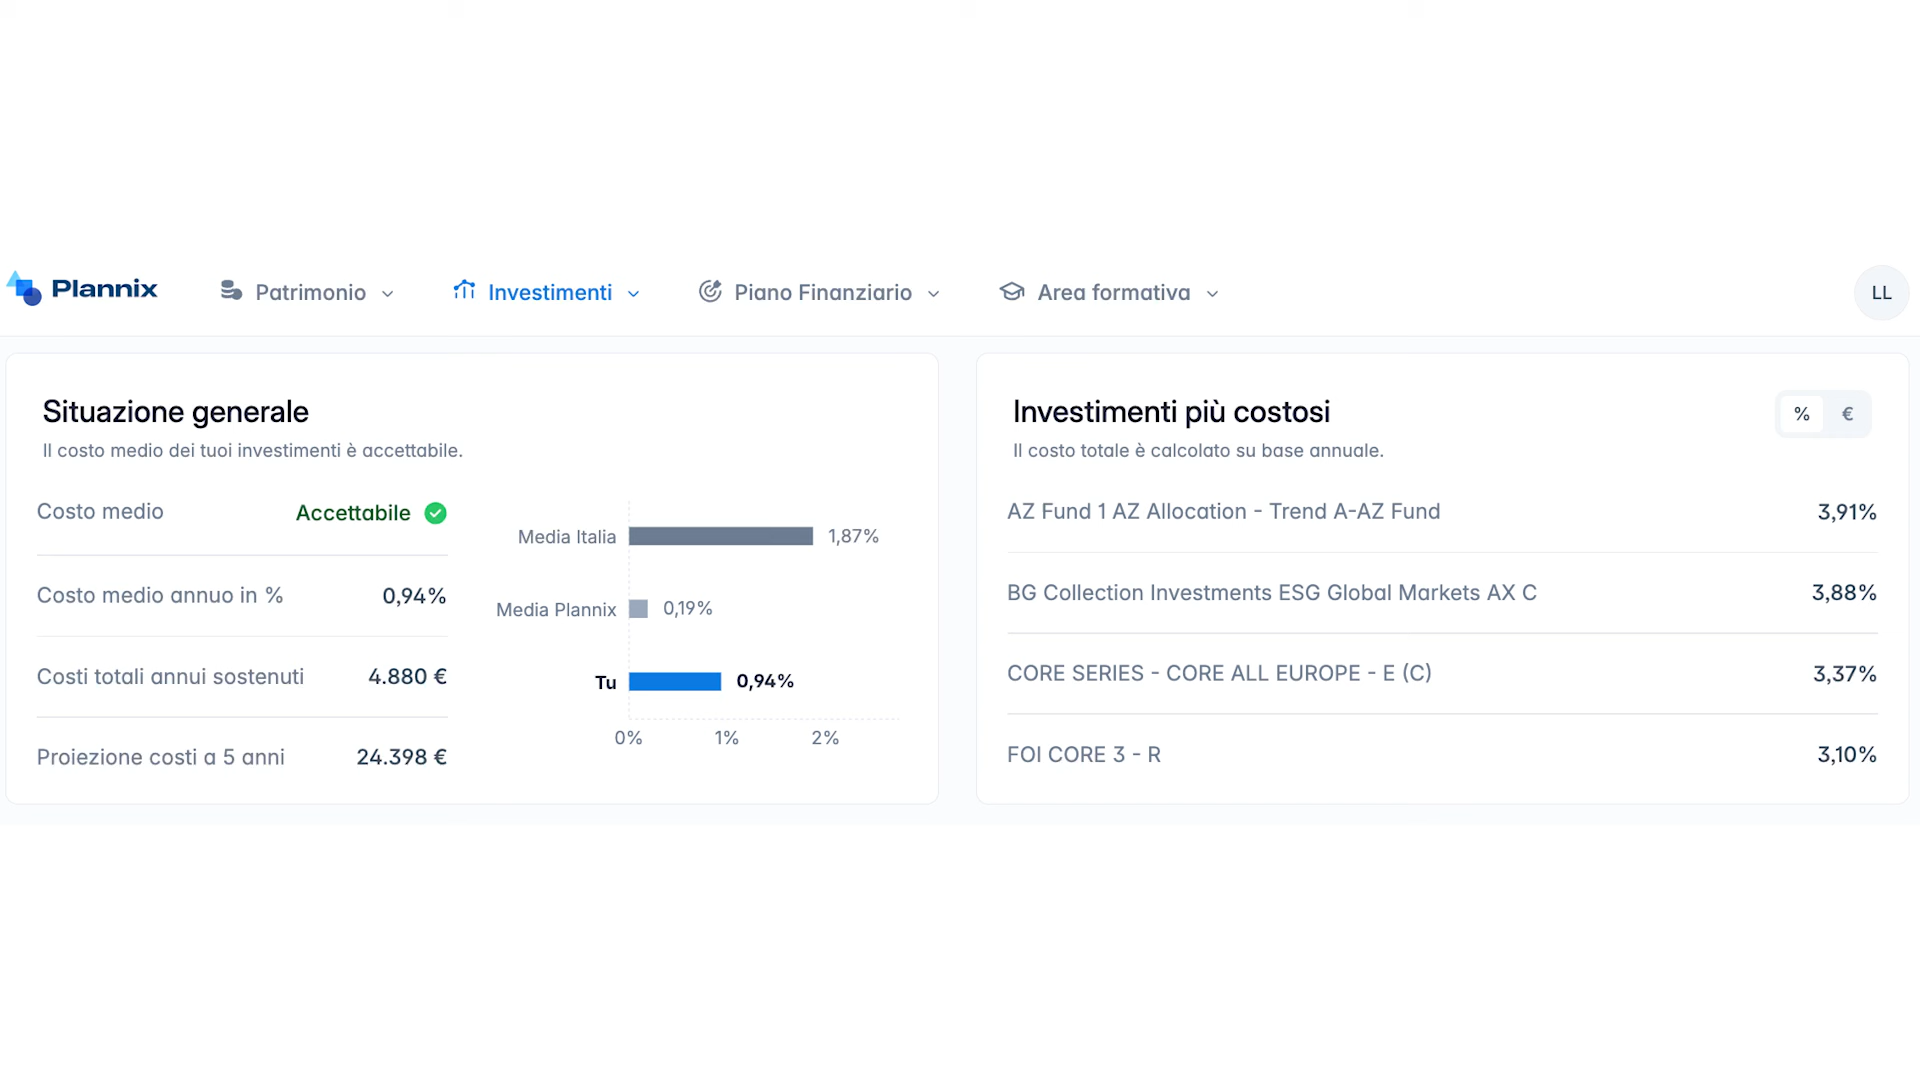 Plannix
Patrimonio
Investimenti
Piano Finanziario
Area formativa
LL
Situazione generale
Il costo medio dei tuoi investimenti è accettabile.
Costo medio Accettabile
Costo medio annuo in % 0,94%
Costi totali annui sostenuti 4.880 €
Proiezione costi a 5 anni 24.398 €
Media Italia 1,87%
Media Plannix 0,19%
Tu 0,94%
0% 1% 2%
Investimenti più costosi
% €
Il costo totale è calcolato su base annuale.
AZ Fund 1 AZ Allocation - Trend A-AZ Fund 3,91%
BG Collection Investments ESG Global Markets AX C 3,88%
CORE SERIES - CORE ALL EUROPE - E (C) 3,37%
FOI CORE 3 - R 3,10%